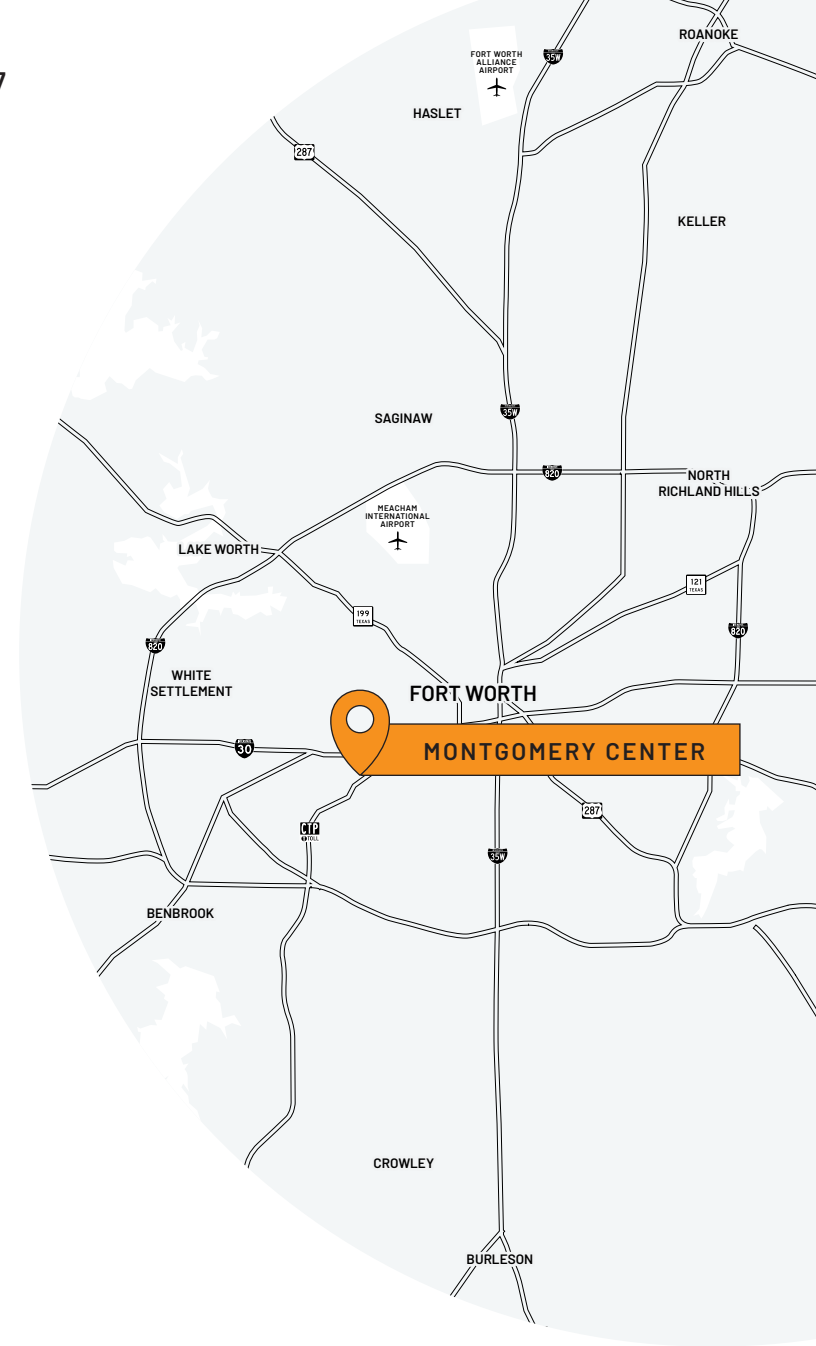 ROANOKE
FORT WORTH
ALLIANCE
AIRPORT
35W
HASLET
287
KELLER
35W
SAGINAW
820
NORTH
RICHLAND HILLS
MEACHAM
INTERNATIONAL
AIRPORT
LAKE WORTH
121
TEXAS
199
TEXAS
820
820
WHITE
SETTLEMENT
FORT WORTH
30
MONTGOMERY CENTER
287
CTP
TOLL
35W
BENBROOK
CROWLEY
BURLESON